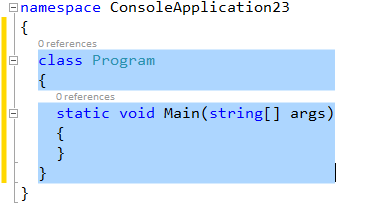 namespace ConsoleApplication23
{
0 references
class Program
{
0 references
static void Main(string[] args)
{
}
}
}